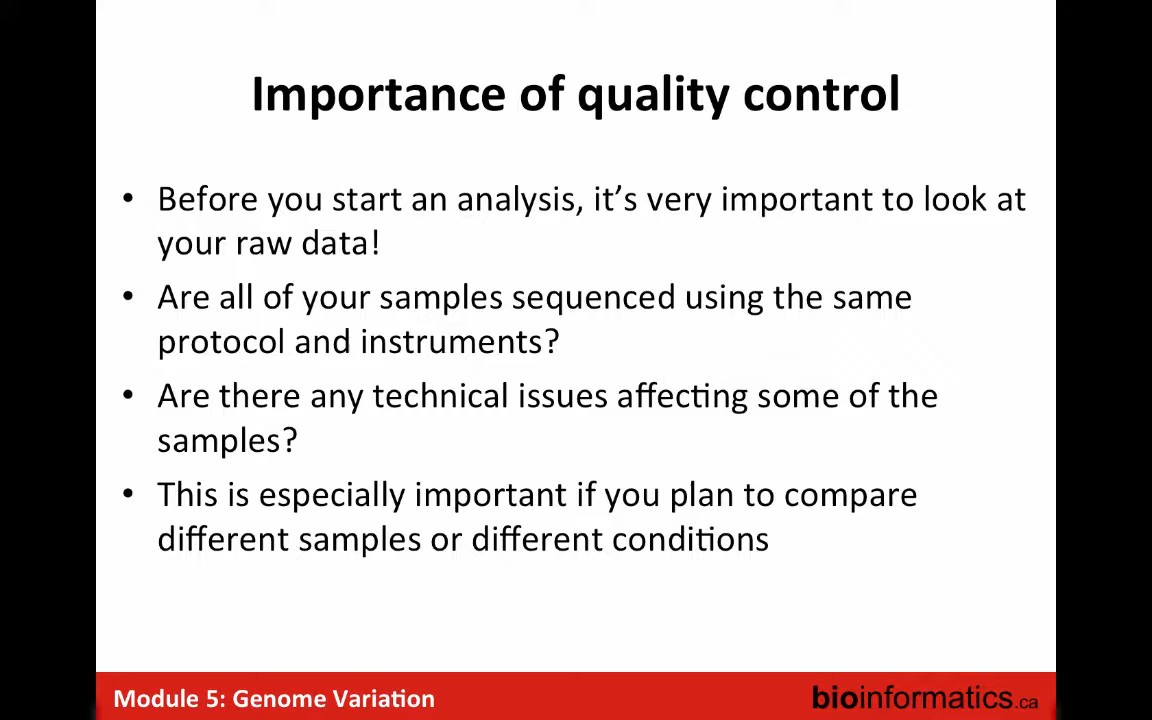 Importance of quality control
• Before you start an analysis, it's very important to look at
your raw data!
• Are all of your samples sequenced using the same
protocol and instruments?
• Are there any technical issues affecting some of the
samples?
• This is especially important if you plan to compare
different samples or different conditions
Module 5: Genome Variation
bioinformatics.ca